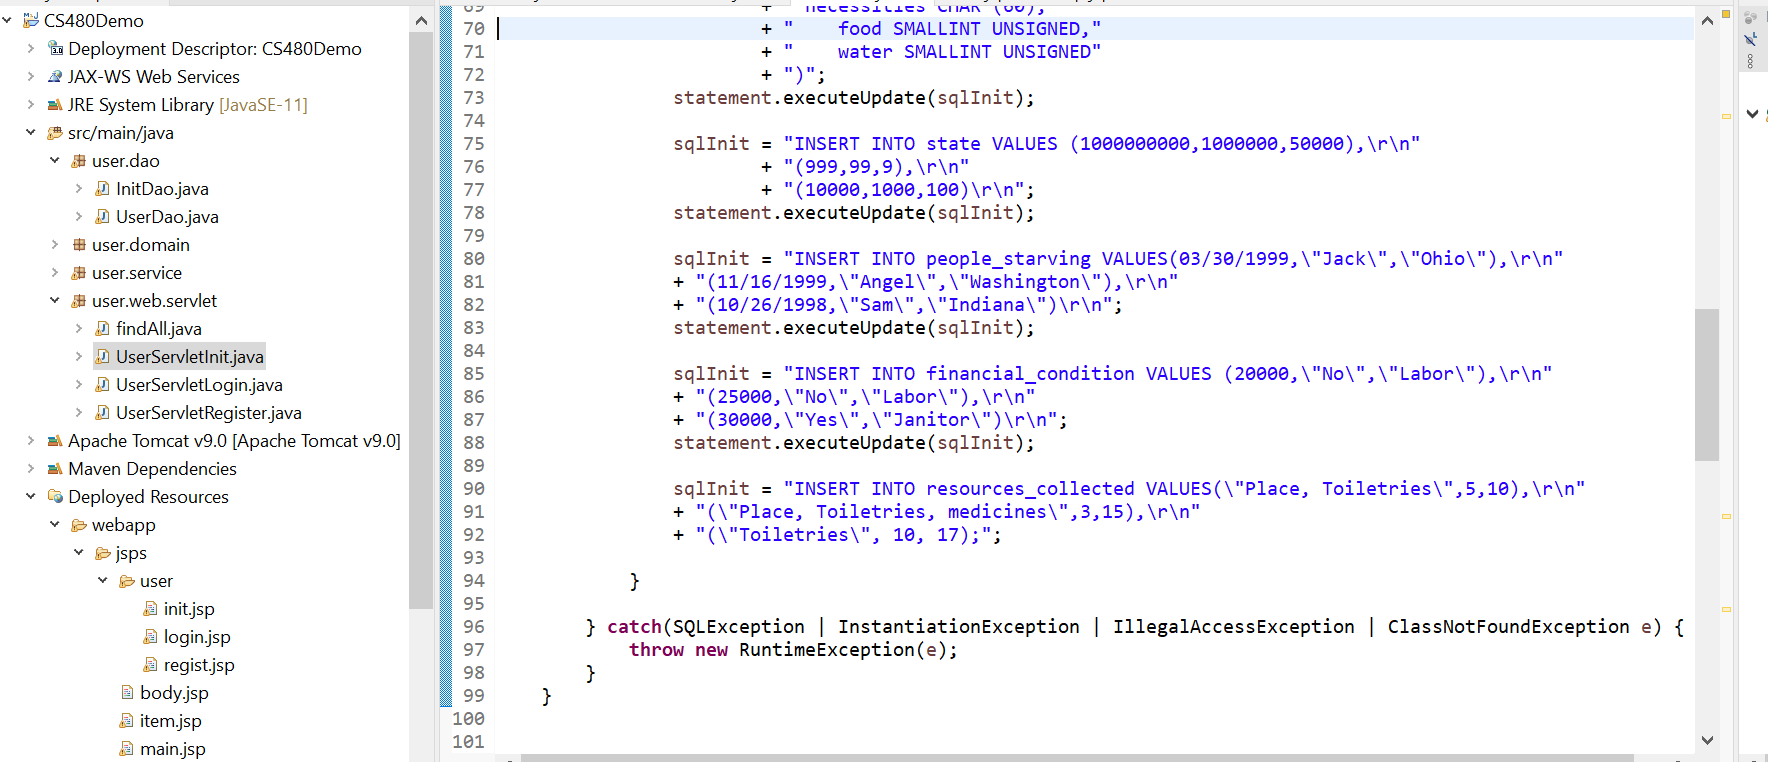 CS480Demo
Deployment Descriptor: CS480Demo
JAX-WS Web Services
JRE System Library [JavaSE-11]
src/main/java
user.dao
InitDao.java
UserDao.java
user.domain
user.service
user.web.servlet
findAll.java
UserServletInit.java
UserServletLogin.java
UserServletRegister.java
Apache Tomcat v9.0 [Apache Tomcat v9.0]
Maven Dependencies
Deployed Resources
webapp
jsps
user
init.jsp
login.jsp
regist.jsp
body.jsp
item.jsp
main.jsp
69 + " necessities CHAR (60),"
70 + "    food SMALLINT UNSIGNED,"
71 + "    water SMALLINT UNSIGNED"
72 + ")";
73 statement.executeUpdate(sqlInit);
74
75 sqlInit = "INSERT INTO state VALUES (1000000000,1000000,50000),\r\n"
76 + "(999,99,9),\r\n"
77 + "(10000,1000,100)\r\n";
78 statement.executeUpdate(sqlInit);
79
80 sqlInit = "INSERT INTO people_starving VALUES(03/30/1999,\"Jack\",\"Ohio\"),\r\n"
81 + "(11/16/1999,\"Angel\",\"Washington\"),\r\n"
82 + "(10/26/1998,\"Sam\",\"Indiana\")\r\n";
83 statement.executeUpdate(sqlInit);
84
85 sqlInit = "INSERT INTO financial_condition VALUES (20000,\"No\",\"Labor\"),\r\n"
86 + "(25000,\"No\",\"Labor\"),\r\n"
87 + "(30000,\"Yes\",\"Janitor\")\r\n";
88 statement.executeUpdate(sqlInit);
89
90 sqlInit = "INSERT INTO resources_collected VALUES(\"Place, Toiletries\",5,10),\r\n"
91 + "(\"Place, Toiletries, medicines\",3,15),\r\n"
92 + "(\"Toiletries\", 10, 17);";
93
94 }
95
96 } catch(SQLException | InstantiationException | IllegalAccessException | ClassNotFoundException e) {
97 throw new RuntimeException(e);
98 }
99 }
100
101